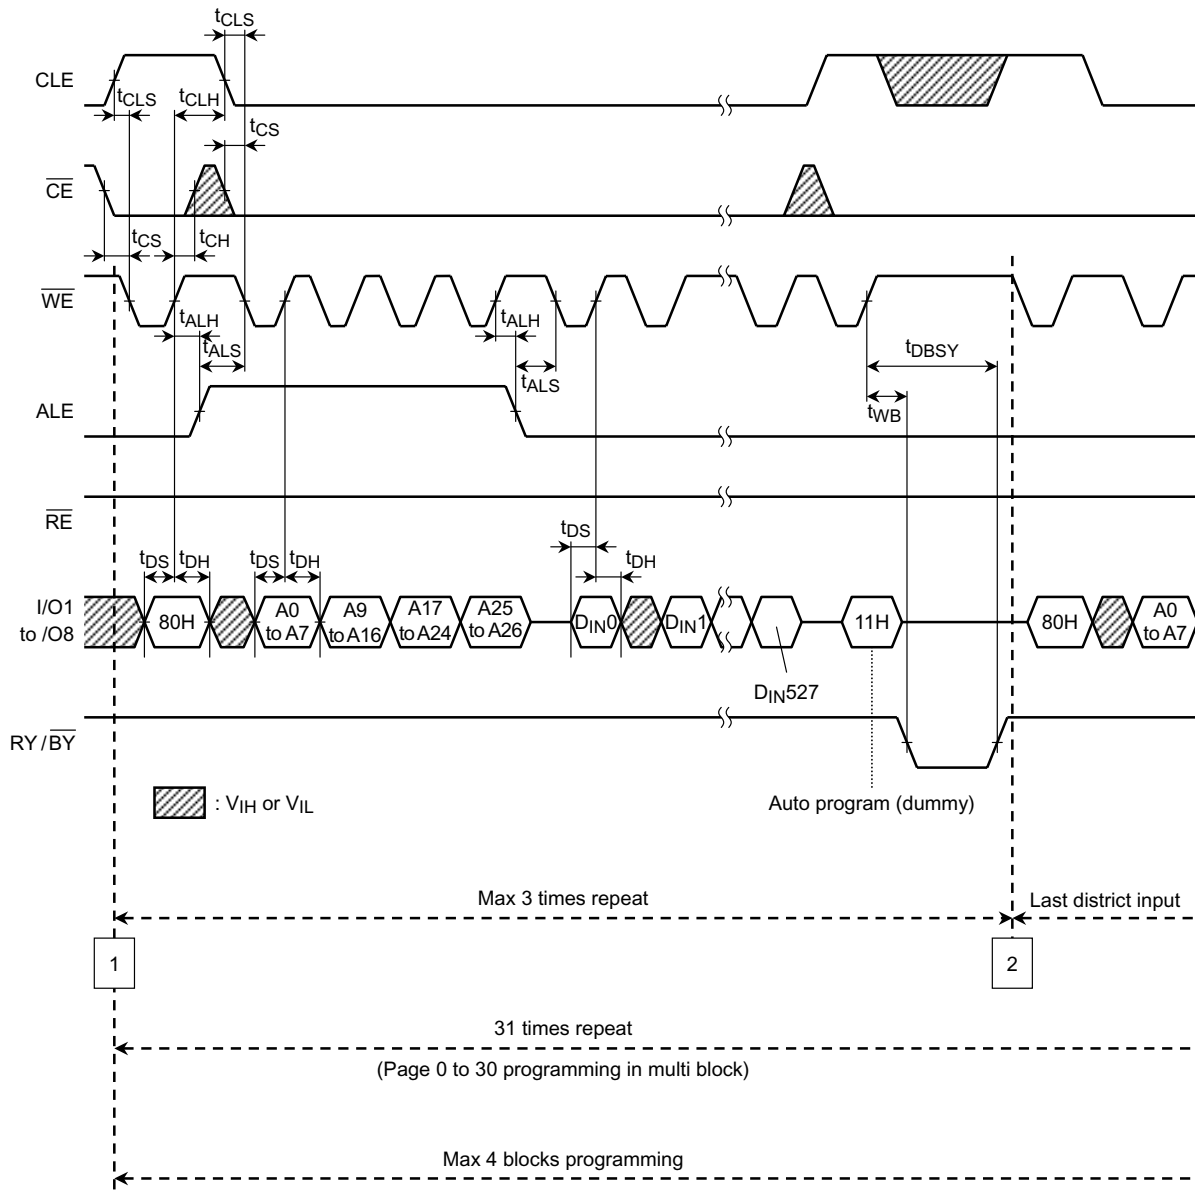 tCLS
CLE
tCLS tCLH
tCS
CE
tCS tCH
WE
tALH tALH
tALS tDBSY
tALS
ALE tWB
RE
tDS
tDS tDH tDS tDH tDH
I/O1
to /O8
80H
A0
to A7
A9
to A16
A17
to A24
A25
to A26
DIN0
DIN1
11H
80H
A0
to A7
DIN527
RY/BY
: VIH or VIL
Auto program (dummy)
Max 3 times repeat
Last district input
1
2
31 times repeat
(Page 0 to 30 programming in multi block)
Max 4 blocks programming